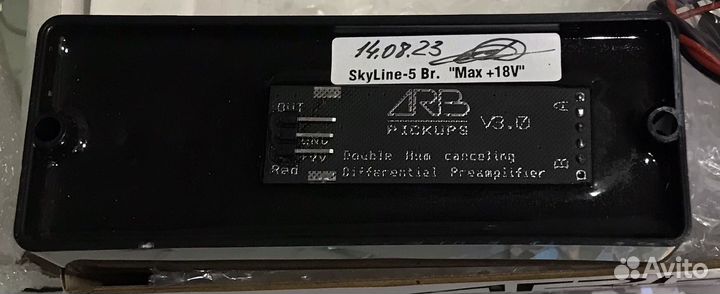 14.08.23
SkyLine-5 Br. "Max +18V"
OUT
GND
+9V
Red
ARB
PICKUPS
V3.0
Double Hum canceling
Differential Preamplifier
A
B
Avito